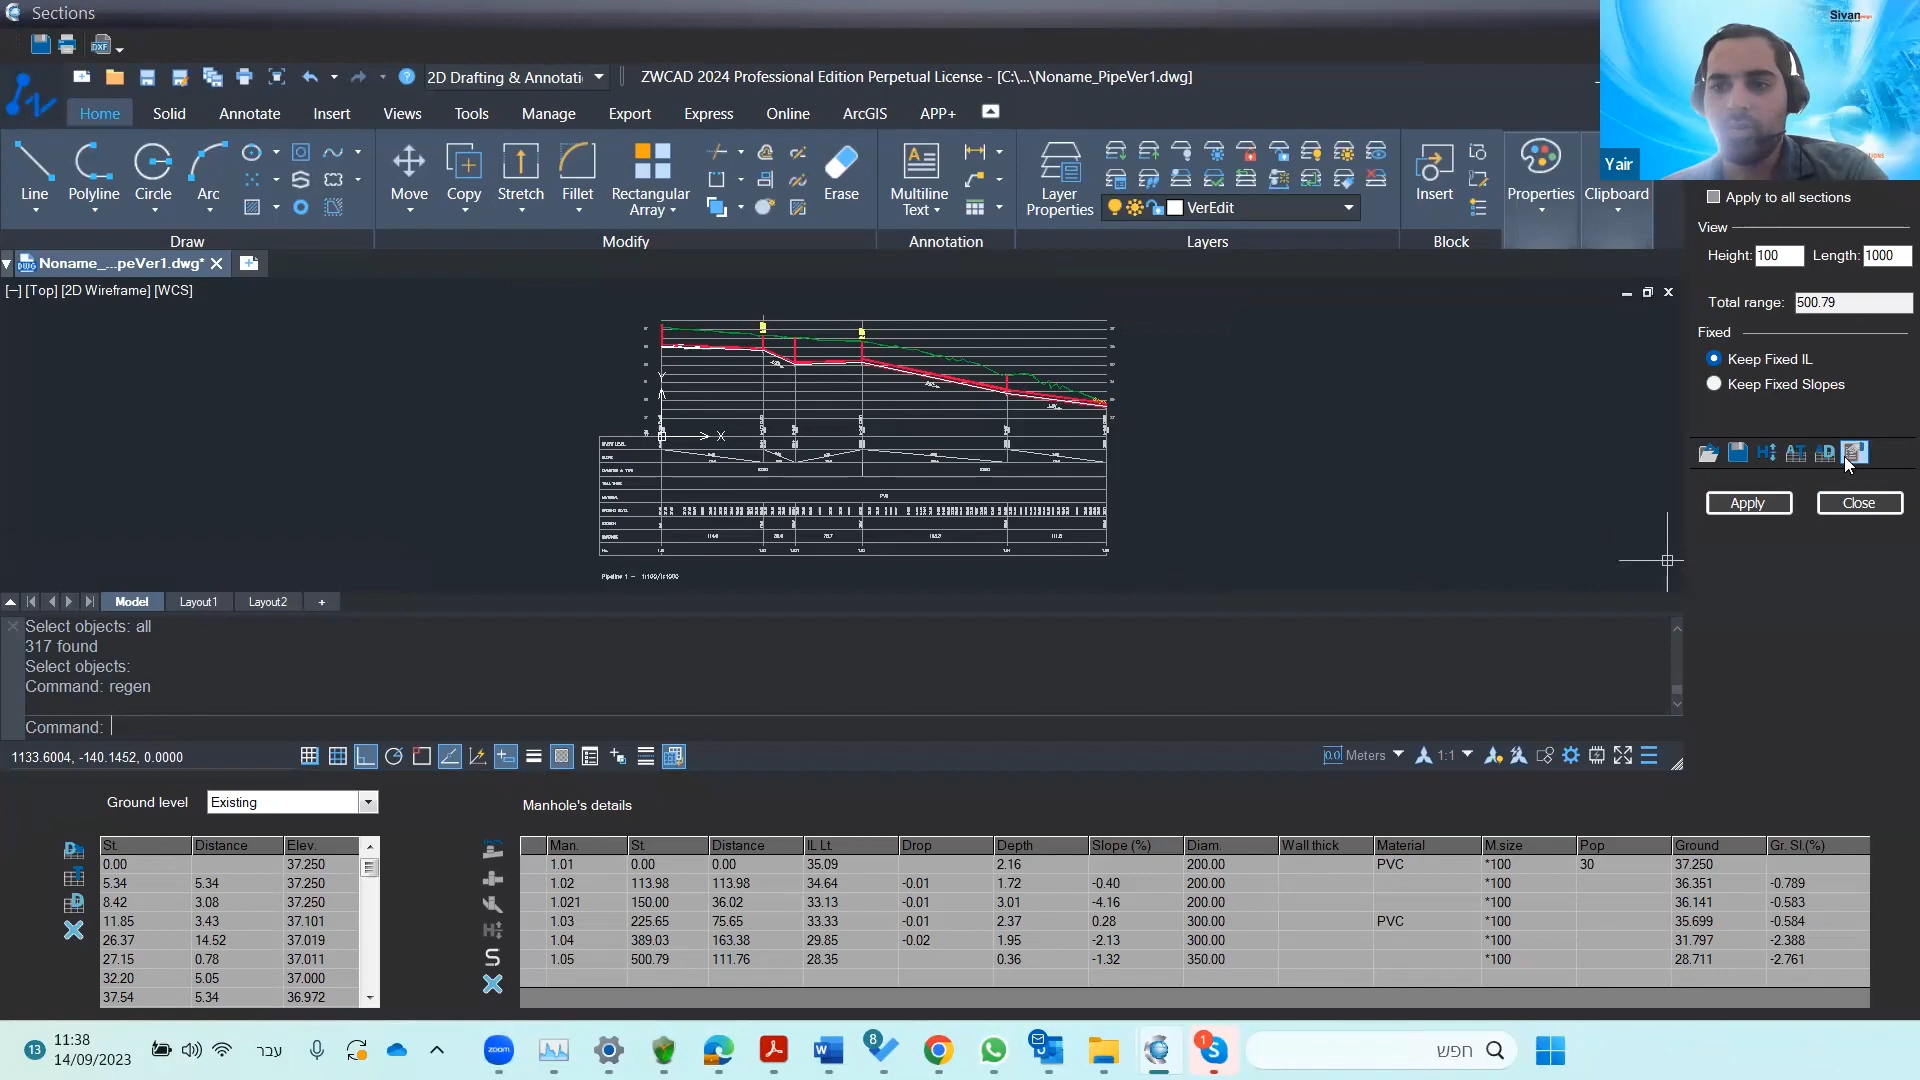 Sections
Sivan
DXF
2D Drafting & Annotati
ZWCAD 2024 Professional Edition Perpetual License - [C:\...\Noname_PipeVer1.dwg]
Home Solid Annotate Insert Views Tools Manage Export Express Online ArcGIS APP+
Line Polyline Circle Arc
Move Copy Stretch Fillet Rectangular Array Erase
Multiline Text
Layer Properties
VerEdit
Insert
Properties Clipboard
Draw Modify Annotation Layers Block
Yair
Noname_...peVer1.dwg*
[−] [Top] [2D Wireframe] [WCS]
Apply to all sections
View
Height: 100 Length: 1000
Total range: 500.79
Fixed
Keep Fixed IL
Keep Fixed Slopes
Apply Close
X
PVC
Pipeline 1 - 1:100/1:1000
Model Layout1 Layout2 +
Select objects: all
317 found
Select objects:
Command: regen
Command:
1133.6004, -140.1452, 0.0000
0.0 Meters 1:1
Ground level Existing
Manhole's details
St. Distance Elev.
0.00 37.250
5.34 5.34 37.250
8.42 3.08 37.250
11.85 3.43 37.101
26.37 14.52 37.019
27.15 0.78 37.011
32.20 5.05 37.000
37.54 5.34 36.972
Man. St. Distance IL Lt. Drop Depth Slope (%) Diam. Wall thick Material M.size Pop Ground Gr. Sl.(%)
1.01 0.00 0.00 35.09 2.16 200.00 PVC *100 30 37.250
1.02 113.98 113.98 34.64 -0.01 1.72 -0.40 200.00 *100 36.351 -0.789
1.021 150.00 36.02 33.13 -0.01 3.01 -4.16 200.00 *100 36.141 -0.583
1.03 225.65 75.65 33.33 -0.01 2.37 0.28 300.00 PVC *100 35.699 -0.584
1.04 389.03 163.38 29.85 -0.02 1.95 -2.13 300.00 *100 31.797 -2.388
1.05 500.79 111.76 28.35 0.36 -1.32 350.00 *100 28.711 -2.761
13
11:38
14/09/2023
עבר
zoom
8
1
חפש